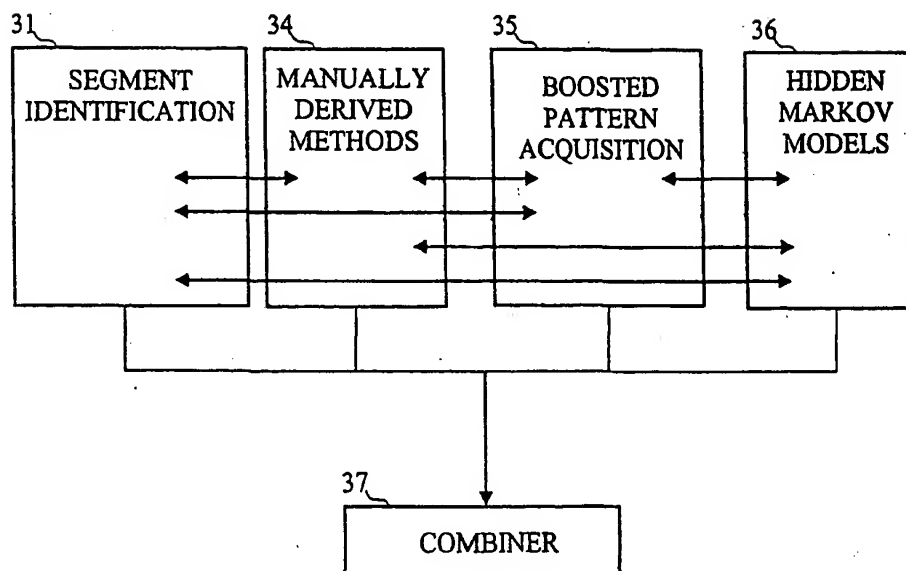 31
SEGMENT
IDENTIFICATION
34
MANUALLY
DERIVED
METHODS
35
BOOSTED
PATTERN
ACQUISITION
36
HIDDEN
MARKOV
MODELS
37
COMBINER